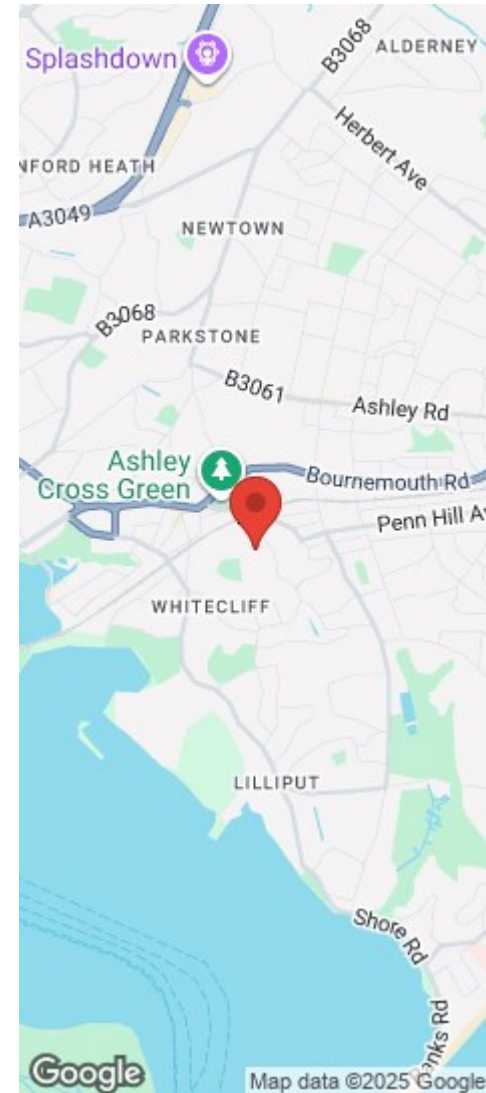 ALDERNEY
Splashdown
B3068
Herbert Ave
NFORD HEATH
A3049
NEWTOWN
B3068
PARKSTONE
B3061
Ashley Rd
Ashley
Cross Green
Bournemouth Rd
Penn Hill Av
WHITECLIFF
LILLIPUT
Shore Rd
Banks Rd
Google
Map data ©2025 Google